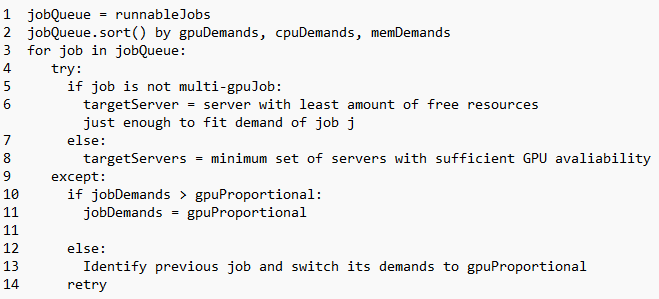 1 jobQueue = runnableJobs
2 jobQueue.sort() by gpuDemands, cpuDemands, memDemands
3 for job in jobQueue:
4    try:
5      if job is not multi-gpuJob:
6        targetServer = server with least amount of free resources
         just enough to fit demand of job j
7      else:
8        targetServers = minimum set of servers with sufficient GPU avaliability
9    except:
10     if jobDemands > gpuProportional:
11       jobDemands = gpuProportional
11
12     else:
13       Identify previous job and switch its demands to gpuProportional
14     retry